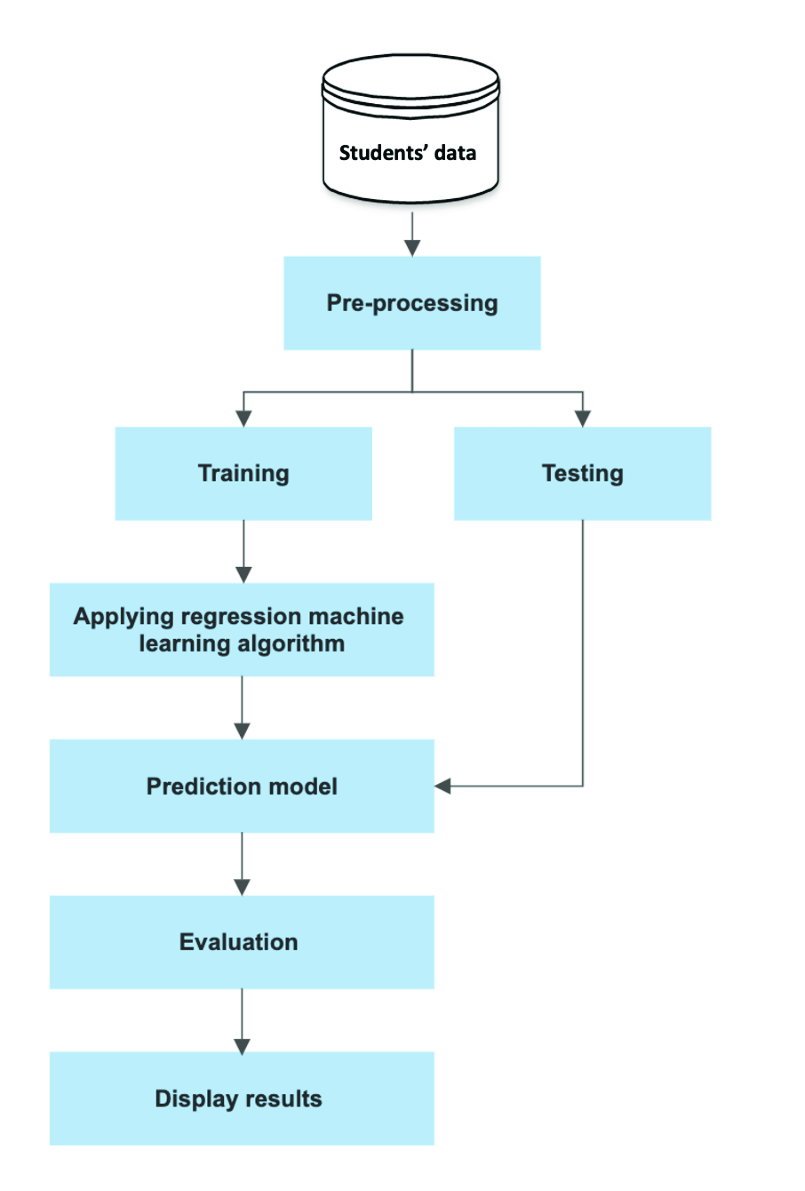 Students’ data
Pre-processing
Training
Testing
Applying regression machine
learning algorithm
Prediction model
Evaluation
Display results